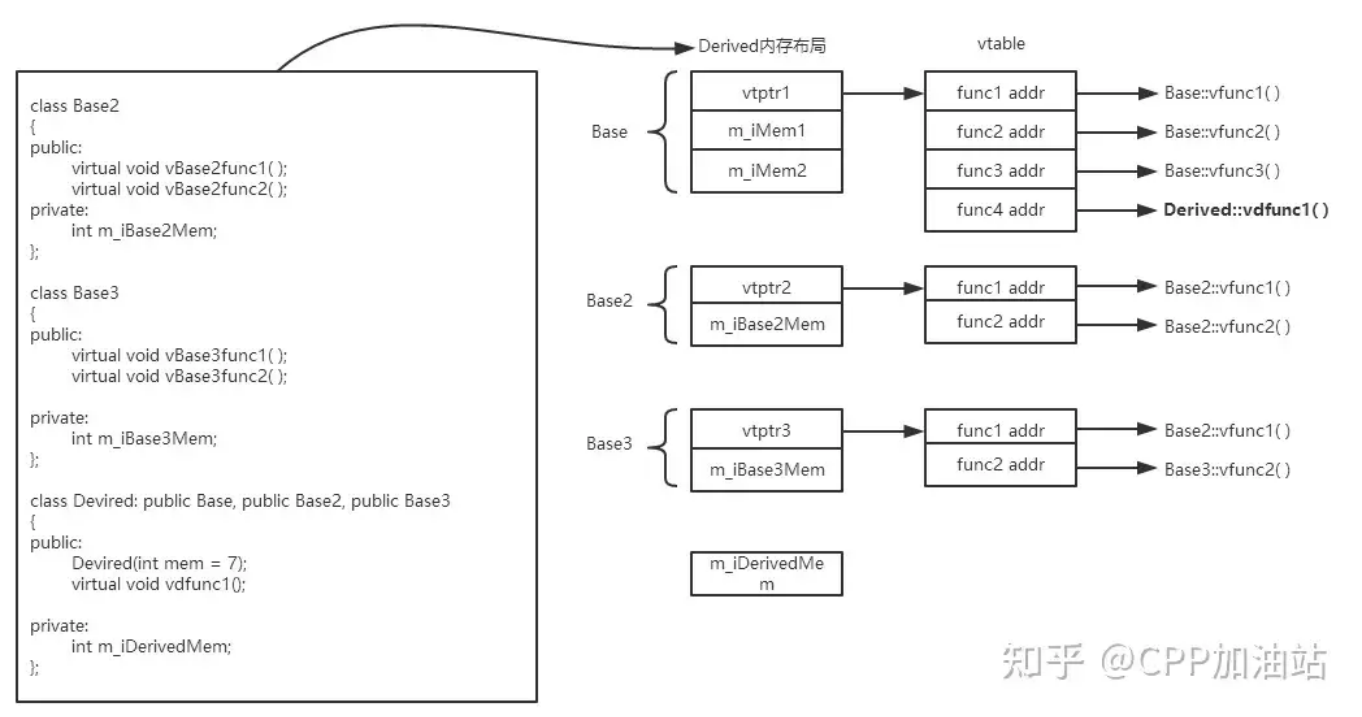 class Base2
{
public:
virtual void vBase2func1( );
virtual void vBase2func2( );
private:
int m_iBase2Mem;
};
class Base3
{
public:
virtual void vBase3func1( );
virtual void vBase3func2( );
private:
int m_iBase3Mem;
};
class Devired: public Base, public Base2, public Base3
{
public:
Devired(int mem = 7);
virtual void vdfunc1();
private:
int m_iDerivedMem;
};
Derived内存布局
vtable
Base
vtptr1
m_iMem1
m_iMem2
func1 addr
func2 addr
func3 addr
func4 addr
Base::vfunc1( )
Base::vfunc2( )
Base::vfunc3( )
Derived::vdfunc1( )
Base2
vtptr2
m_iBase2Mem
func1 addr
func2 addr
Base2::vfunc1( )
Base2::vfunc2( )
Base3
vtptr3
m_iBase3Mem
func1 addr
func2 addr
Base2::vfunc1( )
Base3::vfunc2( )
m_iDerivedMe
m
知乎 @CPP加油站